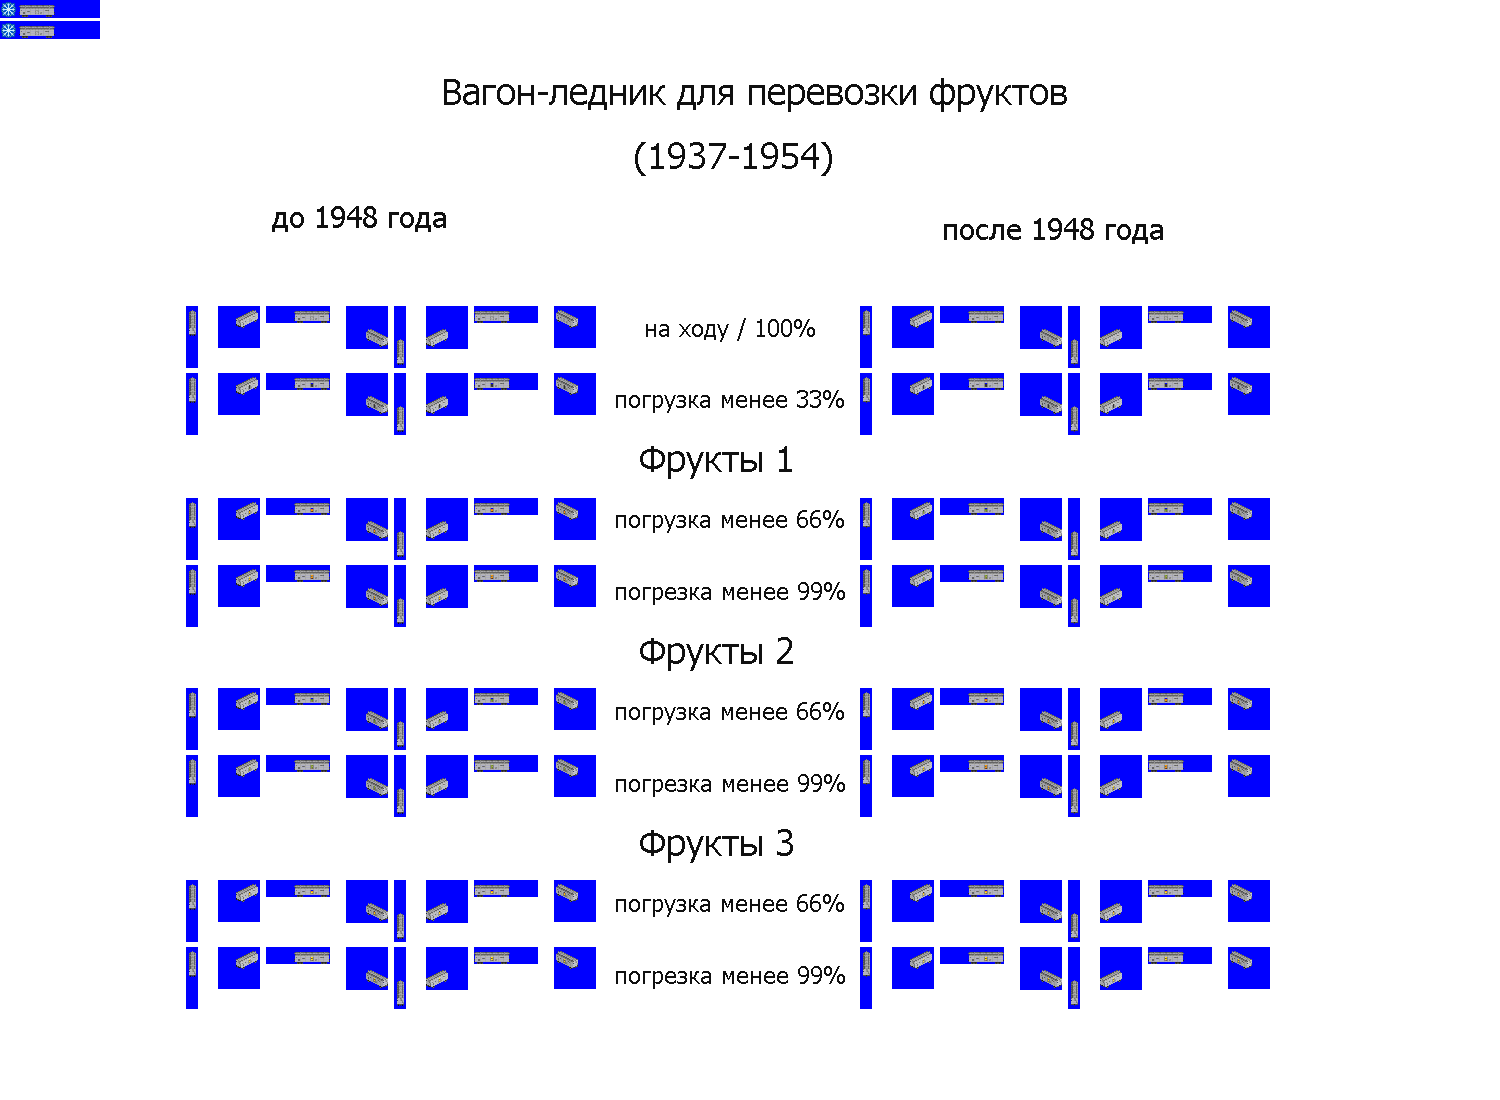 Вагон-ледник для перевозки фруктов
(1937-1954)
до 1948 года
после 1948 года
на ходу / 100%
погрузка менее 33%
Фрукты 1
погрузка менее 66%
погрезка менее 99%
Фрукты 2
погрузка менее 66%
погрезка менее 99%
Фрукты 3
погрузка менее 66%
погрезка менее 99%